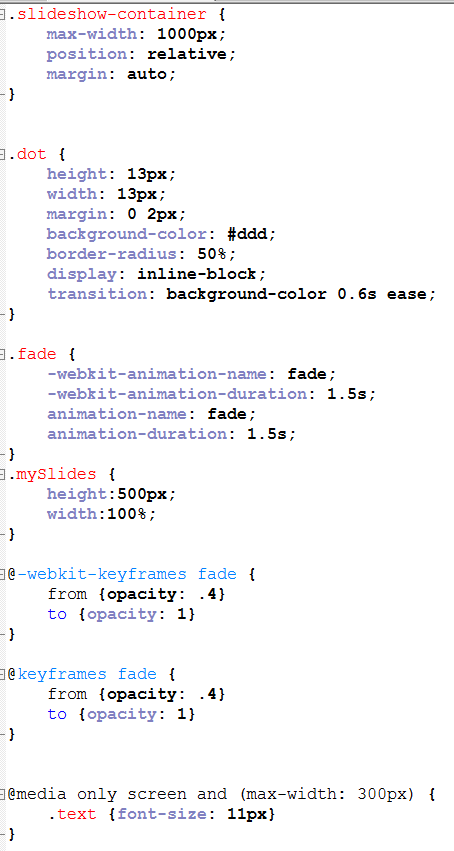 .slideshow-container {
    max-width: 1000px;
    position: relative;
    margin: auto;
}
.dot {
    height: 13px;
    width: 13px;
    margin: 0 2px;
    background-color: #ddd;
    border-radius: 50%;
    display: inline-block;
    transition: background-color 0.6s ease;
}
.fade {
    -webkit-animation-name: fade;
    -webkit-animation-duration: 1.5s;
    animation-name: fade;
    animation-duration: 1.5s;
}
.mySlides {
    height:500px;
    width:100%;
}
@-webkit-keyframes fade {
    from {opacity: .4}
    to {opacity: 1}
}
@keyframes fade {
    from {opacity: .4}
    to {opacity: 1}
}
@media only screen and (max-width: 300px) {
    .text {font-size: 11px}
}